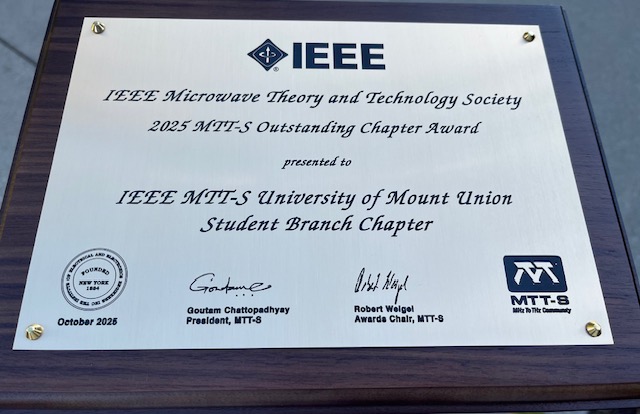 IEEE
IEEE Microwave Theory and Technology Society
2025 MTT-S Outstanding Chapter Award
presented to
IEEE MTT-S University of Mount Union
Student Branch Chapter
FOUNDED
NEW YORK
1884
October 2025
Goutam Chattopadhyay
President, MTT-S
Robert Weigel
Awards Chair, MTT-S
MTT-S
MHz To THz Community